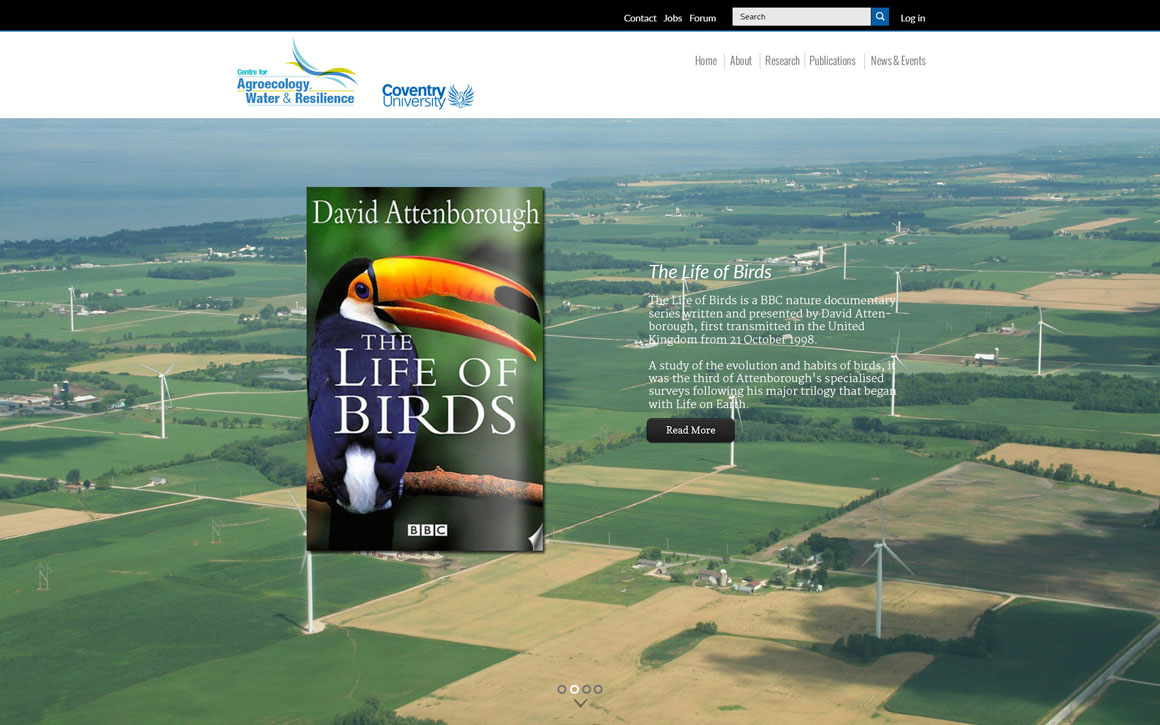 Contact Jobs Forum Search Log in
Centre for
Agroecology,
Water & Resilience
Coventry
University
Home About Research Publications News & Events
David Attenborough
THE
LIFE OF
BIRDS
BBC
The Life of Birds
The Life of Birds is a BBC nature documentary
series written and presented by David Atten-
borough, first transmitted in the United
Kingdom from 21 October 1998.
A study of the evolution and habits of birds, it
was the third of Attenborough's specialised
surveys following his major trilogy that began
with Life on Earth.
Read More